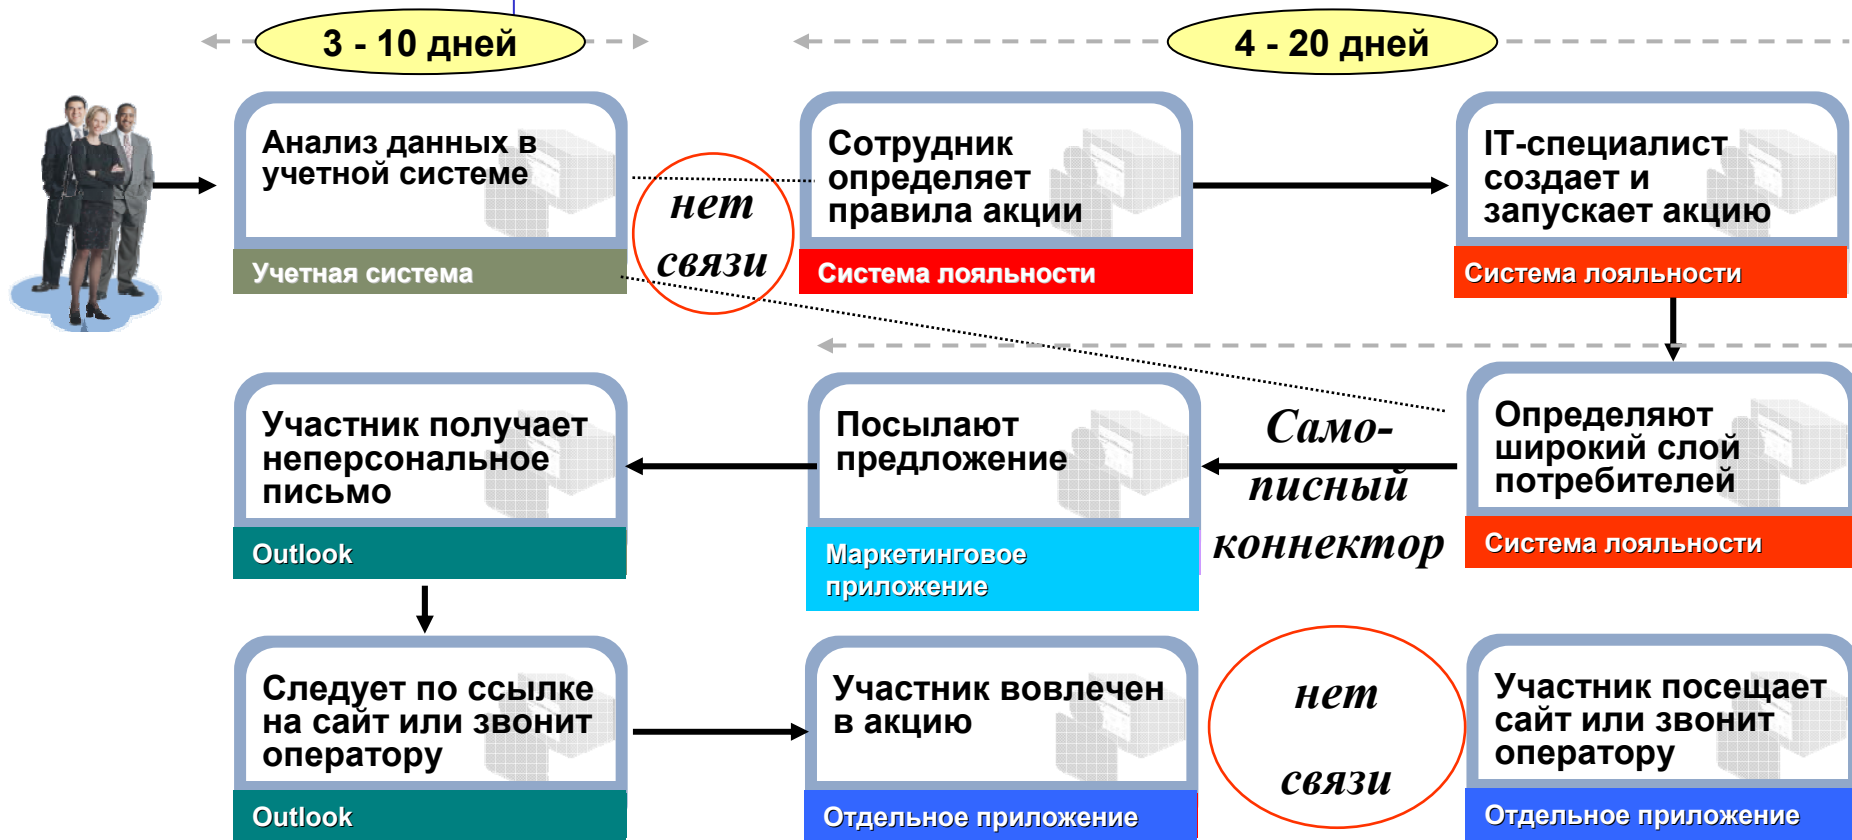 3 - 10 дней
4 - 20 дней
Анализ данных в
учетной системе
Учетная система
нет
связи
Сотрудник
определяет
правила акции
Система лояльности
IT-специалист
создает и
запускает акцию
Система лояльности
Определяют
широкий слой
потребителей
Система лояльности
Само-
писный
коннектор
Посылают
предложение
Маркетинговое
приложение
Участник получает
неперсональное
письмо
Outlook
Следует по ссылке
на сайт или звонит
оператору
Outlook
Участник вовлечен
в акцию
Отдельное приложение
нет
связи
Участник посещает
сайт или звонит
оператору
Отдельное приложение